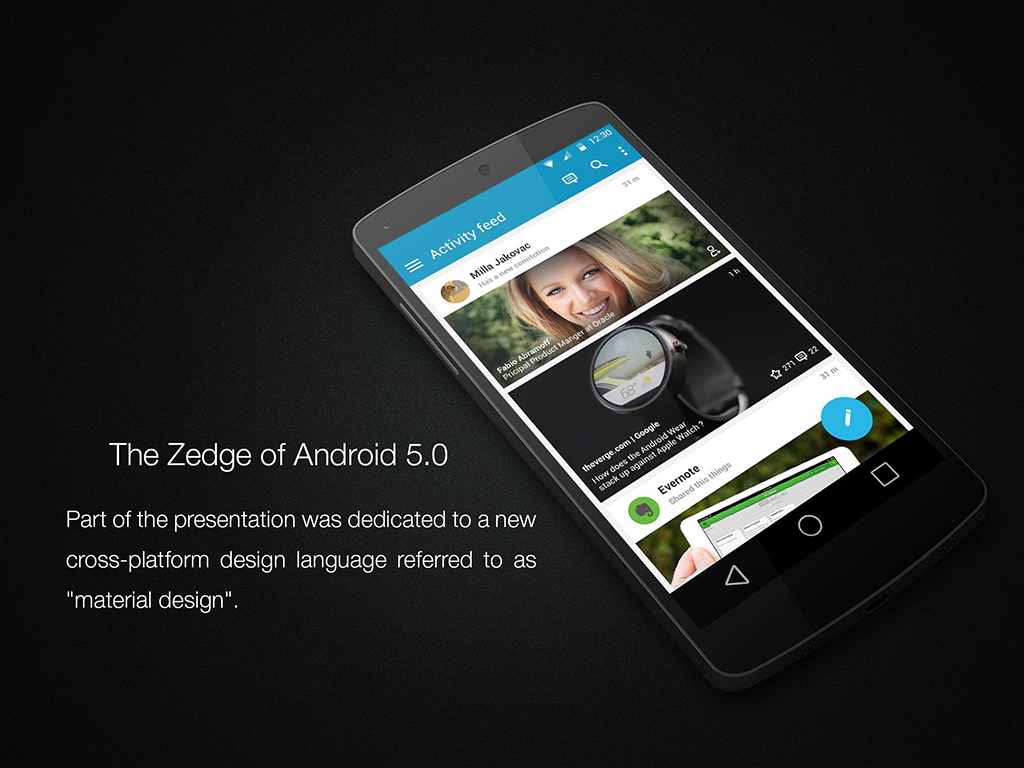 The Zedge of Android 5.0
Part of the presentation was dedicated to a new
cross-platform design language referred to as
"material design".
12:30
Activity feed
Milla Jakovac
Has a new conntction
31 m
Fabio Abramoff
Pricipal Product Manger at Oracle
1 h
68°
theverge.com I Google
How does the Android Wear
stack up against Apple Watch ?
271
22
Evernote
Shared this things
31 m